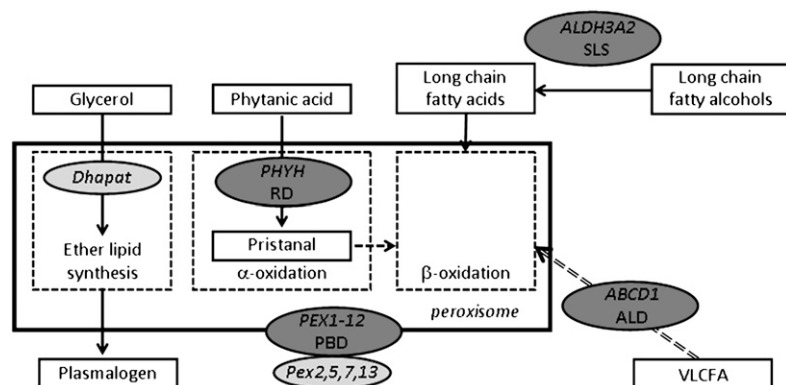 ALDH3A2
SLS
Glycerol
Phytanic acid
Long chain
fatty acids
Long chain
fatty alcohols
Dhapat
PHYH
RD
Ether lipid
synthesis
Pristanal
α-oxidation
β-oxidation
peroxisome
ABCD1
ALD
PEX1-12
PBD
Pex2,5,7,13
Plasmalogen
VLCFA